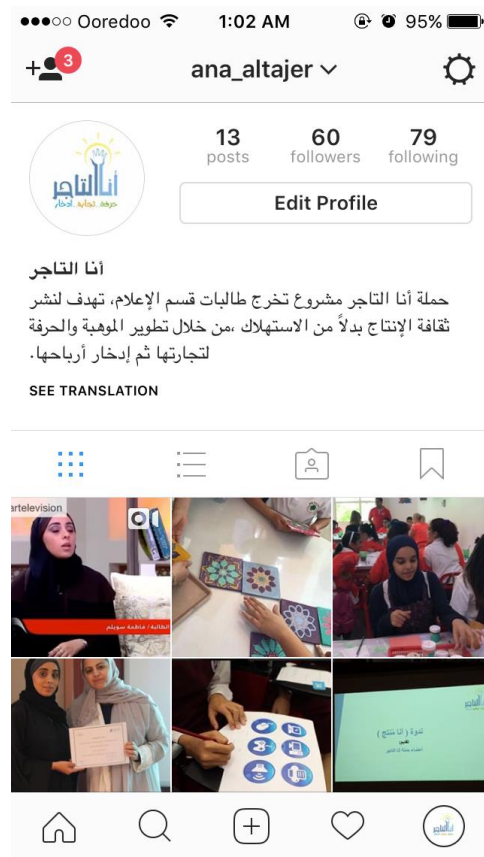 Ooredoo 1:02 AM 95%
3
ana_altajer
13 60 79
posts followers following
Edit Profile
أنا التاجر
حرفة .. تجارة .. ادخار
أنا التاجر
حملة أنا التاجر مشروع تخرج طالبات قسم الإعلام، تهدف لنشر
ثقافة الإنتاج بدلاً من الاستهلاك ،من خلال تطوير الموهبة والحرفة
لتجارتها ثم إدخار أرباحها.
SEE TRANSLATION
artelevision
الطالبة / فاطمة سويلم
ندوة ( أنا مُنتج )
أنا التاجر